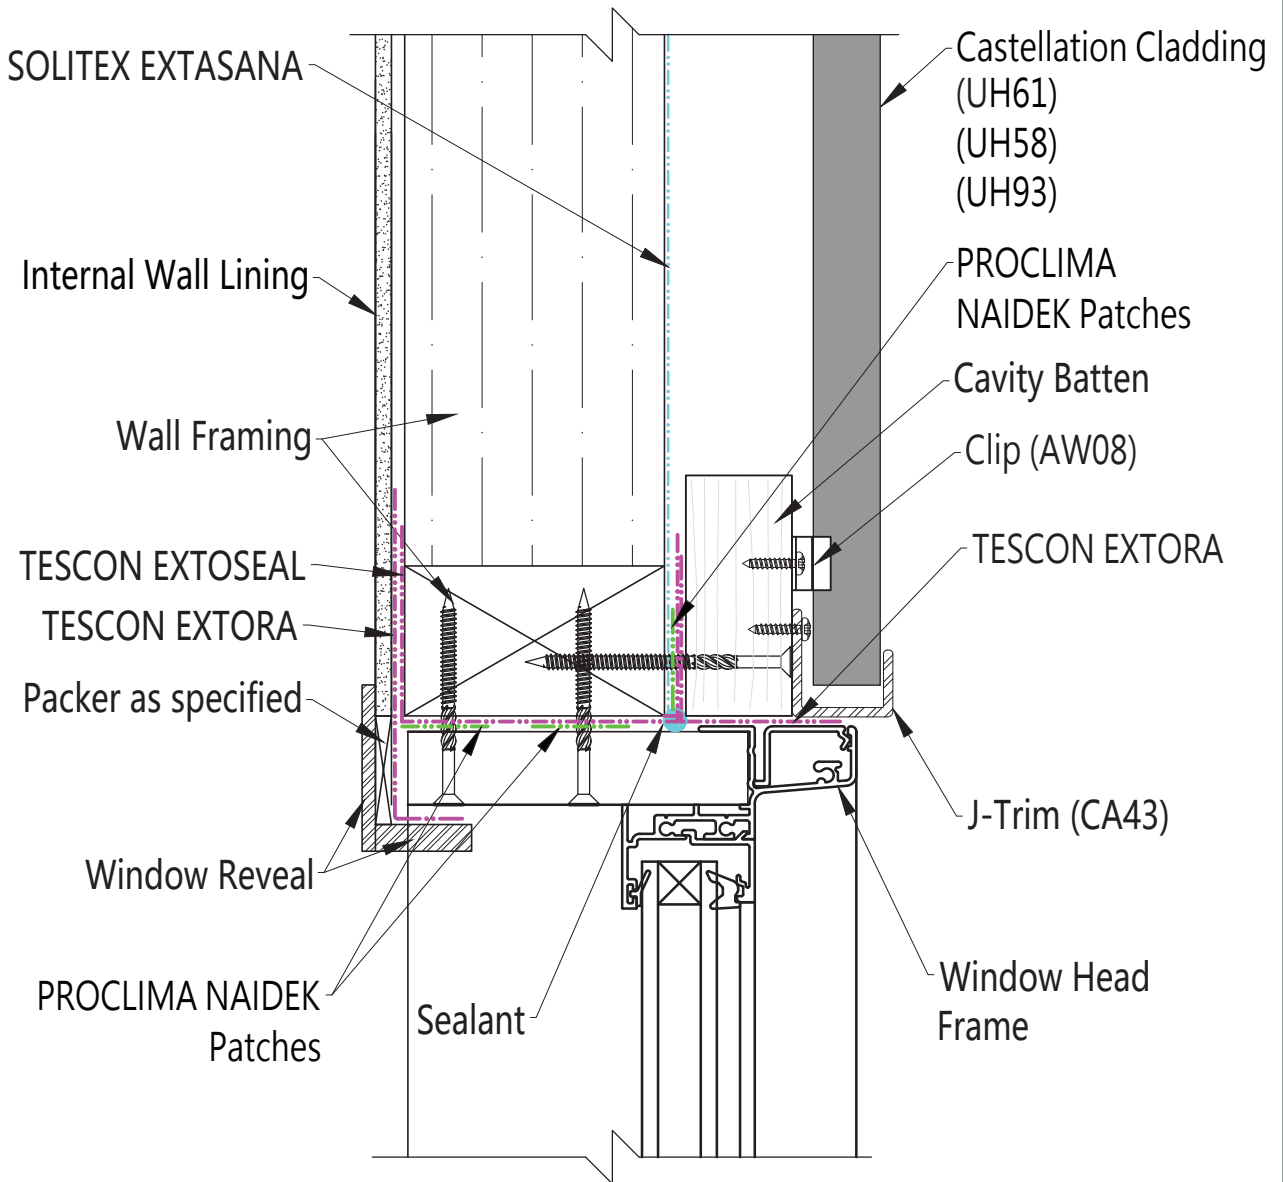 SOLITEX EXTASANA
Castellation Cladding
(UH61)
(UH58)
(UH93)
Internal Wall Lining
PROCLIMA
NAIDEK Patches
Cavity Batten
Wall Framing
Clip (AW08)
TESCON EXTOSEAL
TESCON EXTORA
TESCON EXTORA
Packer as specified
J-Trim (CA43)
Window Reveal
PROCLIMA NAIDEK
Patches
Sealant
Window Head
Frame